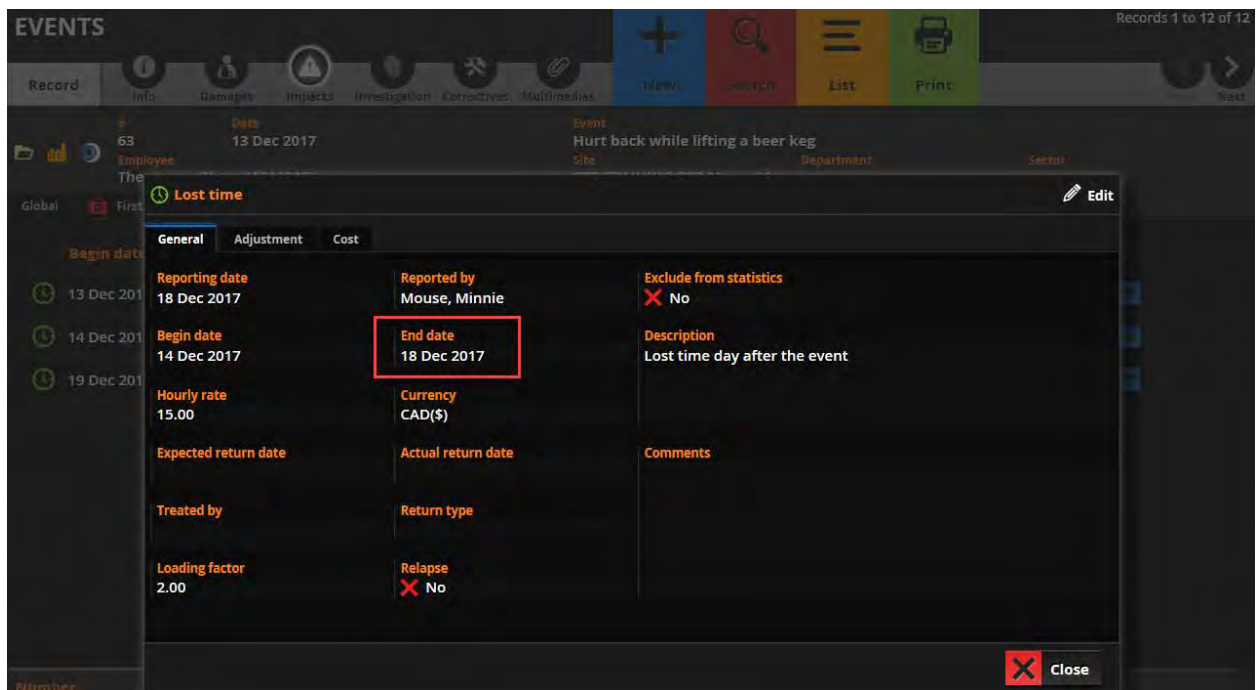 EVENTS
Records 1 to 12 of 12
Record
Info
Damages
Impacts
Investigation
Correctives
Multimedias
New
Search
List
Print
Next
#
Date
Event
63
13 Dec 2017
Hurt back while lifting a beer keg
Employee
Site
Department
Sector
The
Global
First
Lost time
Edit
General
Adjustment
Cost
Begin date
13 Dec 201
14 Dec 201
19 Dec 201
Reporting date
Reported by
Exclude from statistics
18 Dec 2017
Mouse, Minnie
No
Begin date
End date
Description
14 Dec 2017
18 Dec 2017
Lost time day after the event
Hourly rate
Currency
15.00
CAD($)
Expected return date
Actual return date
Comments
Treated by
Return type
Loading factor
Relapse
2.00
No
Close
Number